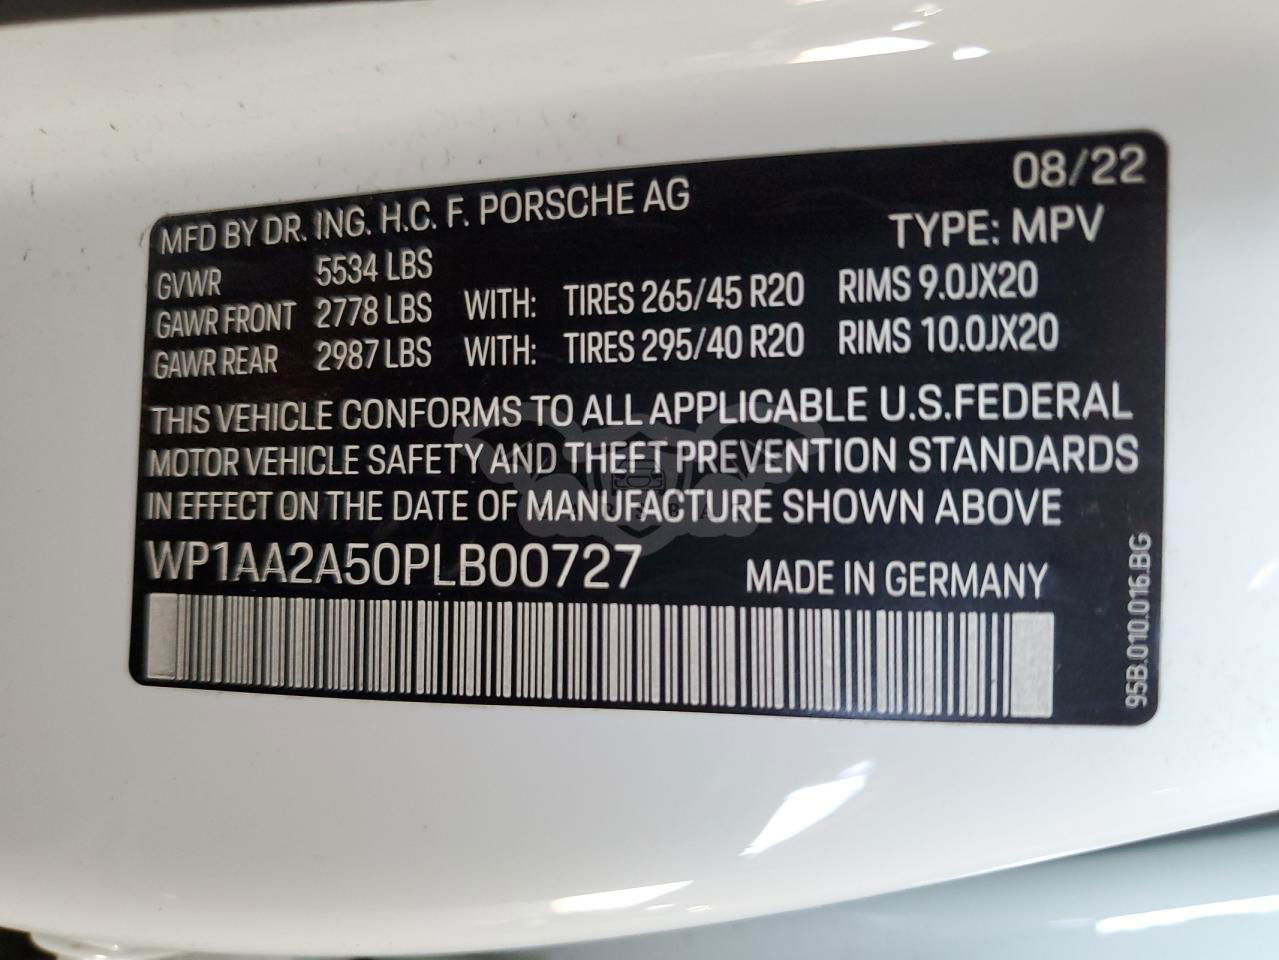 08/22
MFD BY DR. ING. H.C. F. PORSCHE AG
TYPE: MPV
GVWR 5534 LBS
GAWR FRONT 2778 LBS WITH: TIRES 265/45 R20 RIMS 9.0JX20
GAWR REAR 2987 LBS WITH: TIRES 295/40 R20 RIMS 10.0JX20
THIS VEHICLE CONFORMS TO ALL APPLICABLE U.S.FEDERAL
MOTOR VEHICLE SAFETY AND THEFT PREVENTION STANDARDS
IN EFFECT ON THE DATE OF MANUFACTURE SHOWN ABOVE
WP1AA2A50PLB00727 MADE IN GERMANY
95B.010.016.BG